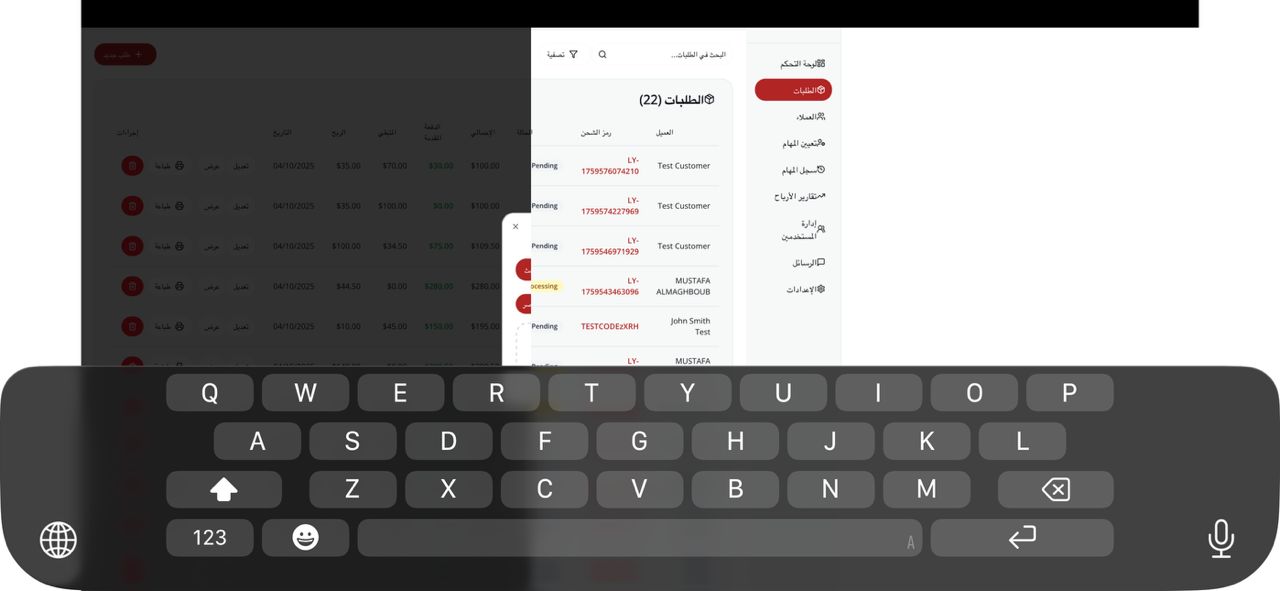 لوحة التحكم
الطلبات
العملاء
تعيين المهام
سجل المهام
تقارير الأرباح
إدارة
المستخدمين
الرسائل
الإعدادات
البحث في الطلبات...
تصفية
طلب جديد
الطلبات (22)
العميل رمز الشحن الحالة الإجمالي الدفعة المقدمة المتبقي الربح التاريخ إجراءات
Test Customer LY-1759576074210 Pending $100.00 $30.00 $70.00 $35.00 04/10/2025 تعديل عرض طباعة
Test Customer LY-1759574227969 Pending $100.00 $0.00 $100.00 $35.00 04/10/2025 تعديل عرض طباعة
Test Customer LY-1759546971929 Pending $109.50 $75.00 $34.50 $100.00 04/10/2025 تعديل عرض طباعة
MUSTAFA ALMAGHBOUB LY-1759543463096 ocessing $280.00 $280.00 $0.00 $44.50 04/10/2025 تعديل عرض طباعة
John Smith Test TESTCODEzXRH Pending $195.00 $150.00 $45.00 $10.00 04/10/2025 تعديل عرض طباعة
MUSTAFA LY-
Q W E R T Y U I O P
A S D F G H J K L
Z X C V B N M
123
A